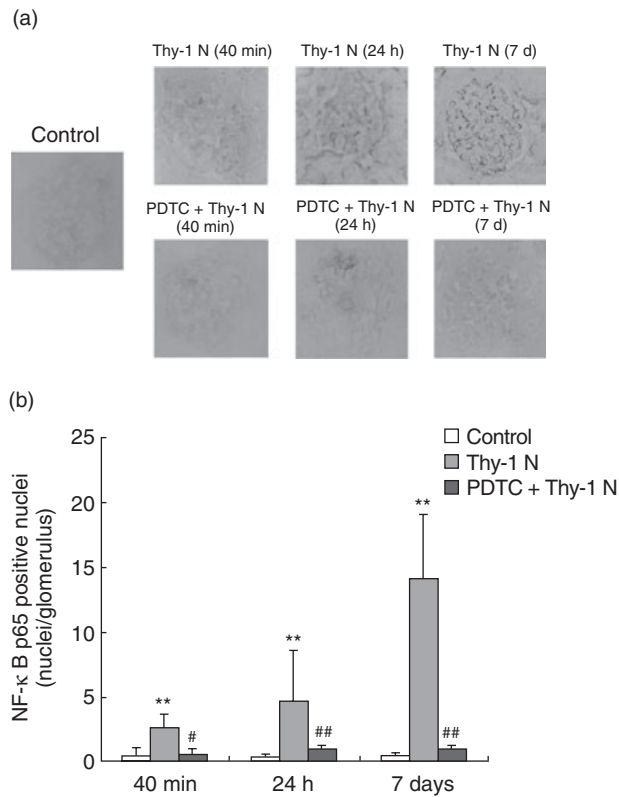 (a)
Thy-1 N (40 min)
Thy-1 N (24 h)
Thy-1 N (7 d)
Control
PDTC + Thy-1 N
(40 min)
PDTC + Thy-1 N
(24 h)
PDTC + Thy-1 N
(7 d)
(b)
NF-κ B p65 positive nuclei
(nuclei/glomerulus)
25
20
15
10
5
0
Control
Thy-1 N
PDTC + Thy-1 N
**
#
**
##
**
##
40 min
24 h
7 days